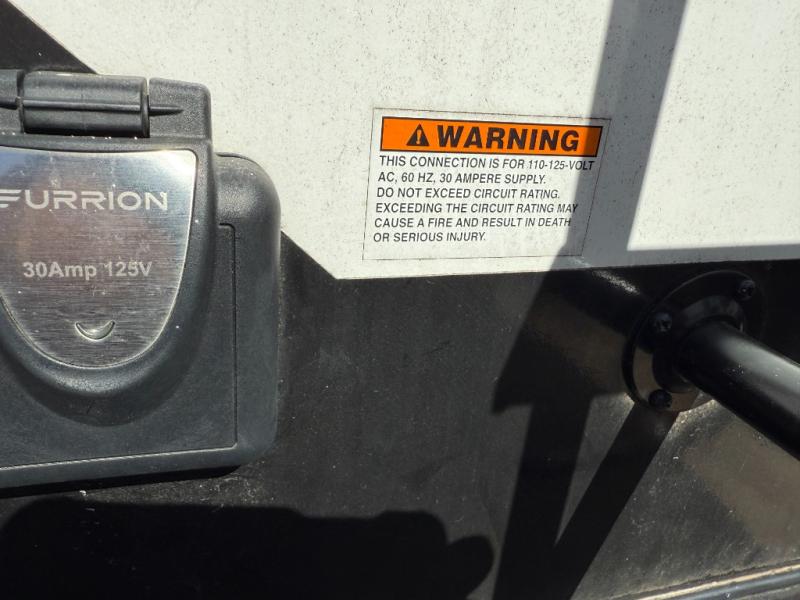 FURRION
30Amp 125V
WARNING
THIS CONNECTION IS FOR 110-125-VOLT
AC, 60 HZ, 30 AMPERE SUPPLY.
DO NOT EXCEED CIRCUIT RATING.
EXCEEDING THE CIRCUIT RATING MAY
CAUSE A FIRE AND RESULT IN DEATH
OR SERIOUS INJURY.